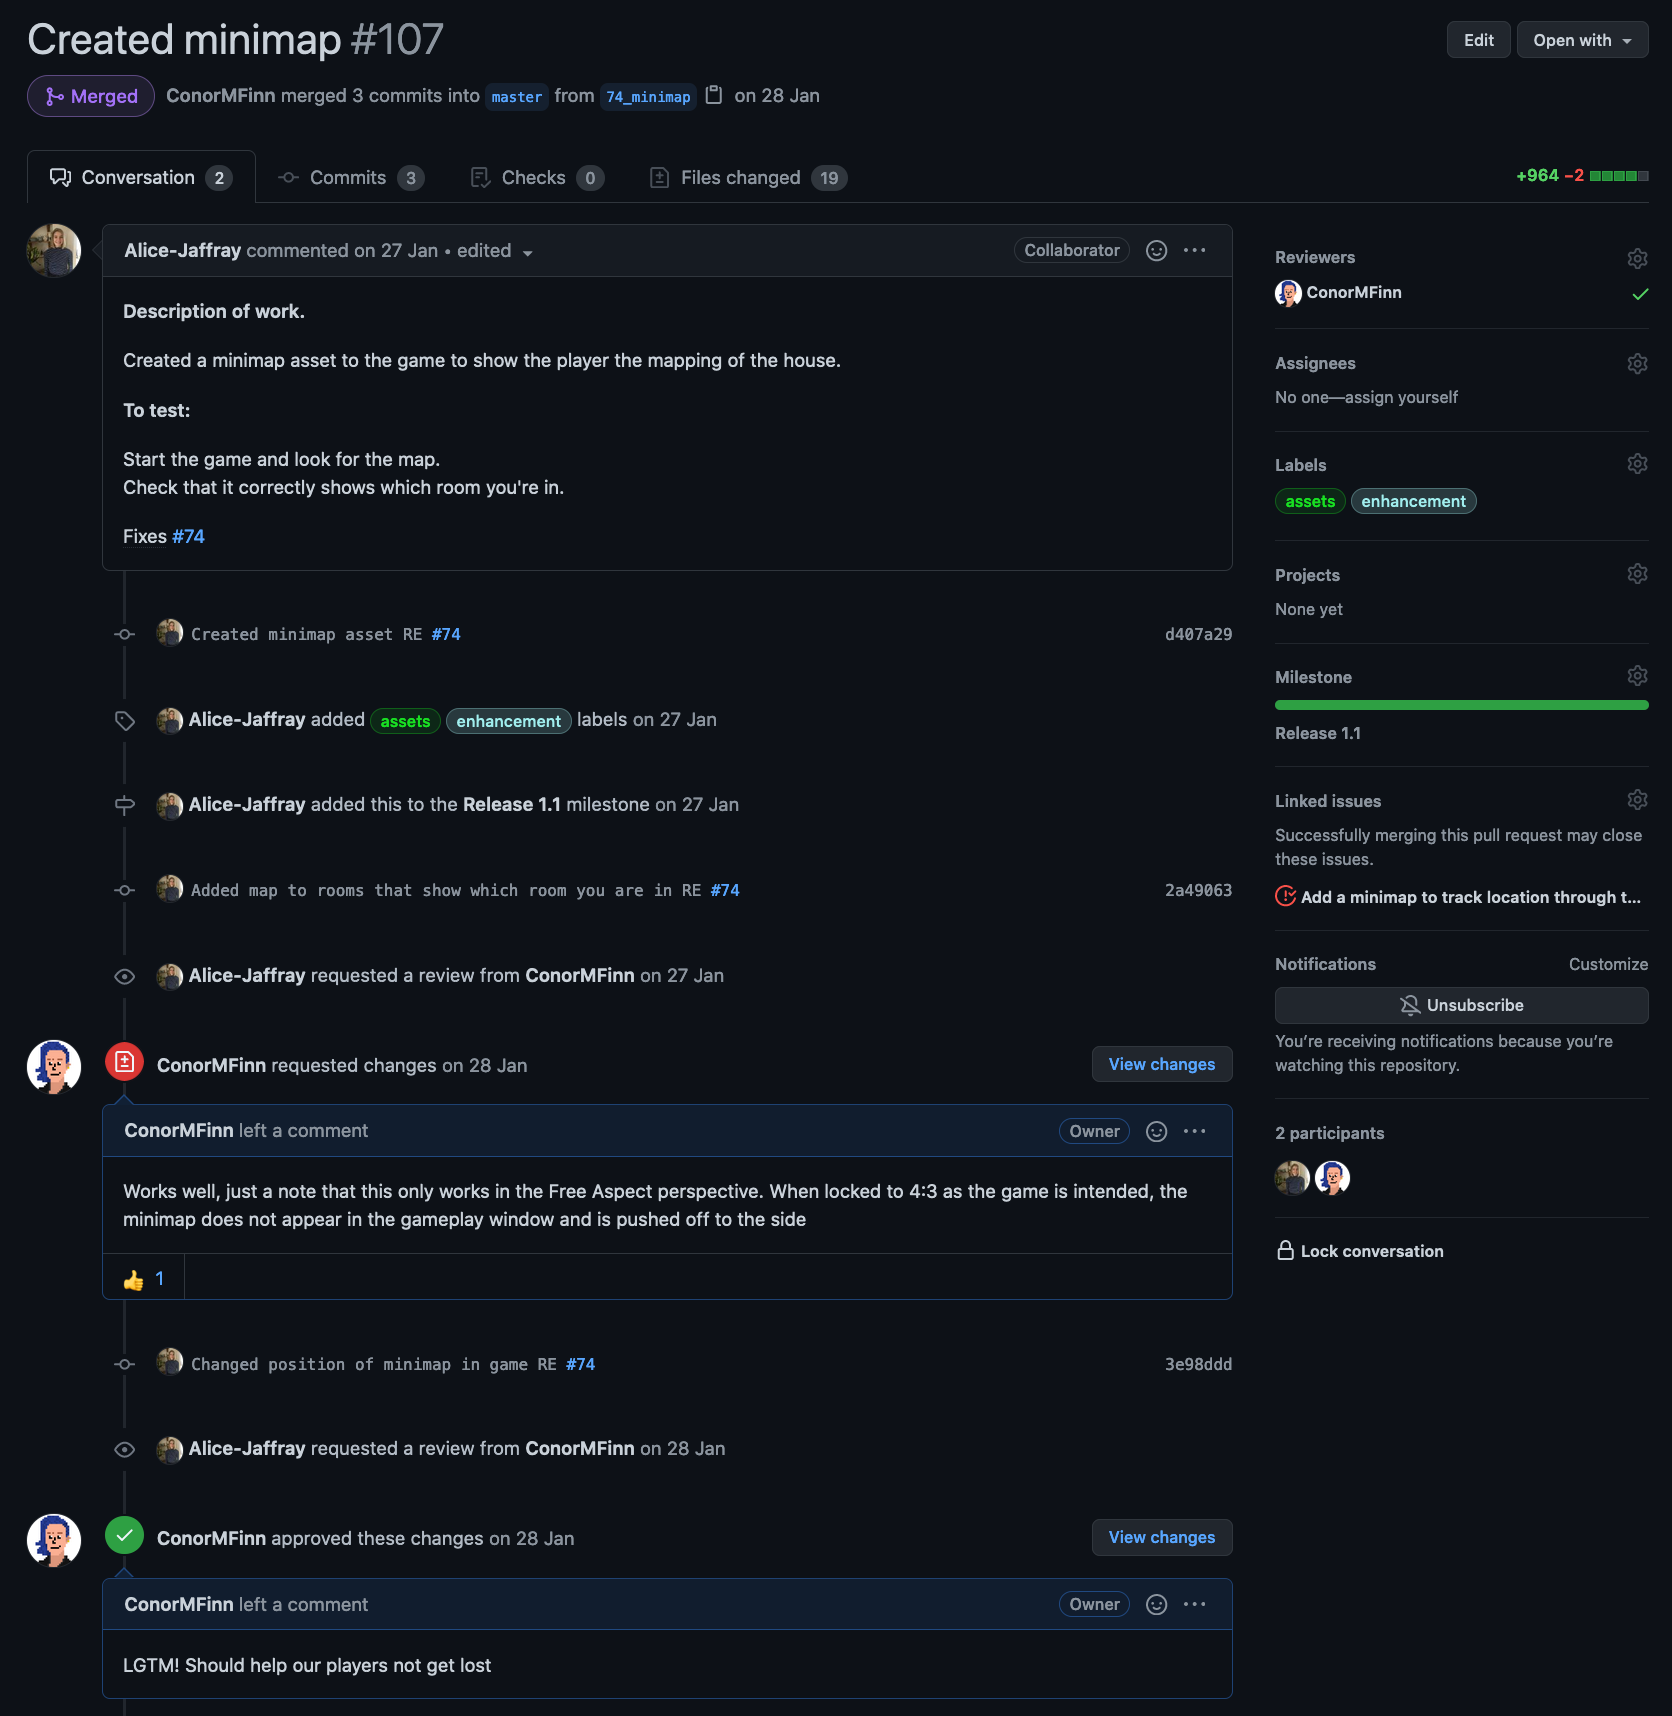 Created minimap #107
Edit
Open with
Merged
ConorMFinn merged 3 commits into master from 74_minimap on 28 Jan
Conversation 2
Commits 3
Checks 0
Files changed 19
+964 −2
Alice-Jaffray commented on 27 Jan • edited
Collaborator
Description of work.
Created a minimap asset to the game to show the player the mapping of the house.
To test:
Start the game and look for the map.
Check that it correctly shows which room you're in.
Fixes #74
Created minimap asset RE #74
d407a29
Alice-Jaffray added assets enhancement labels on 27 Jan
Alice-Jaffray added this to the Release 1.1 milestone on 27 Jan
Added map to rooms that show which room you are in RE #74
2a49063
Alice-Jaffray requested a review from ConorMFinn on 27 Jan
ConorMFinn requested changes on 28 Jan
View changes
ConorMFinn left a comment
Owner
Works well, just a note that this only works in the Free Aspect perspective. When locked to 4:3 as the game is intended, the
minimap does not appear in the gameplay window and is pushed off to the side
1
Changed position of minimap in game RE #74
3e98ddd
Alice-Jaffray requested a review from ConorMFinn on 28 Jan
ConorMFinn approved these changes on 28 Jan
View changes
ConorMFinn left a comment
Owner
LGTM! Should help our players not get lost
Reviewers
ConorMFinn
Assignees
No one—assign yourself
Labels
assets enhancement
Projects
None yet
Milestone
Release 1.1
Linked issues
Successfully merging this pull request may close
these issues.
Add a minimap to track location through t...
Notifications
Customize
Unsubscribe
You’re receiving notifications because you’re
watching this repository.
2 participants
Lock conversation